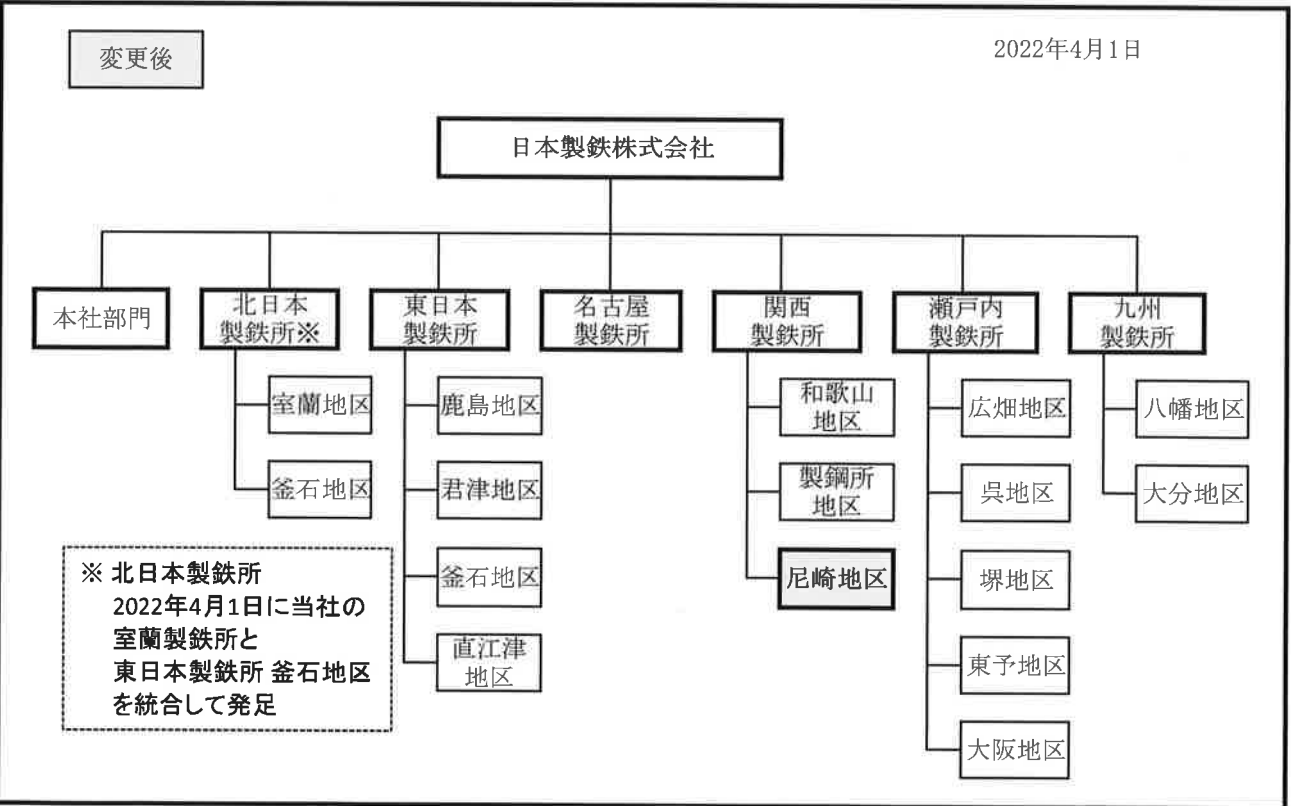 変更後
2022年4月1日
日本製鉄株式会社
本社部門
北日本
製鉄所※
東日本
製鉄所
名古屋
製鉄所
関西
製鉄所
瀬戸内
製鉄所
九州
製鉄所
室蘭地区
釜石地区
鹿島地区
君津地区
釜石地区
直江津
地区
和歌山
地区
製鋼所
地区
尼崎地区
広畑地区
呉地区
堺地区
東予地区
大阪地区
八幡地区
大分地区
※ 北日本製鉄所
2022年4月1日に当社の
室蘭製鉄所と
東日本製鉄所 釜石地区
を統合して発足